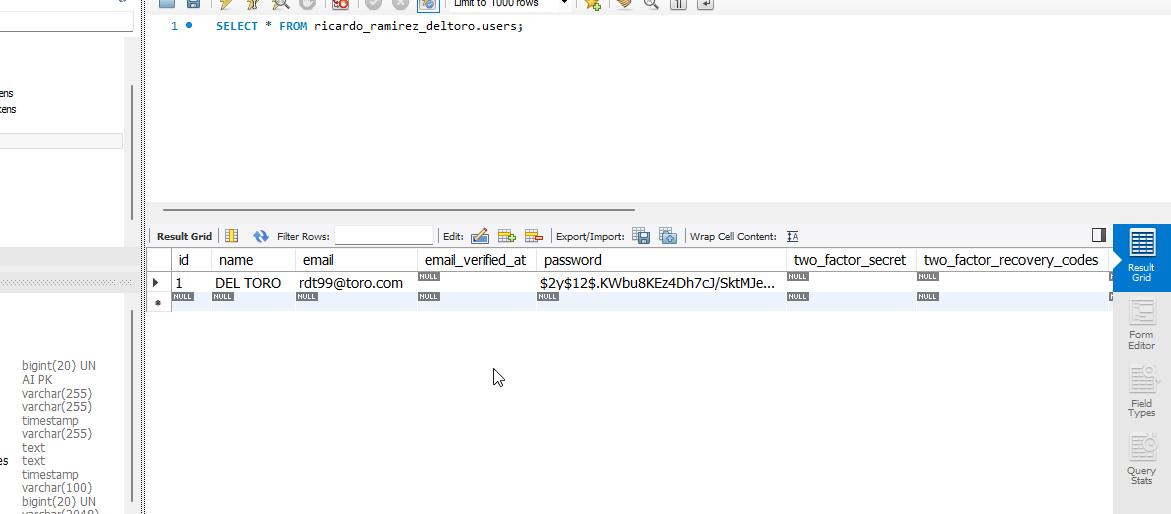 Limit to 1000 rows
1
SELECT * FROM ricardo_ramirez_deltoro.users;
ens
tens
Result Grid
Filter Rows:
Edit:
Export/Import:
Wrap Cell Content:
id name email email_verified_at password two_factor_secret two_factor_recovery_codes
1 DEL TORO rdt99@toro.com NULL $2y$12$.KWbu8KEz4Dh7cJ/SktMJe... NULL NULL
NULL NULL NULL NULL NULL NULL NULL
Result
Grid
Form
Editor
Field
Types
Query
Stats
bigint(20) UN
AI PK
varchar(255)
varchar(255)
timestamp
varchar(255)
text
es text
timestamp
varchar(100)
bigint(20) UN
varchar(2048)